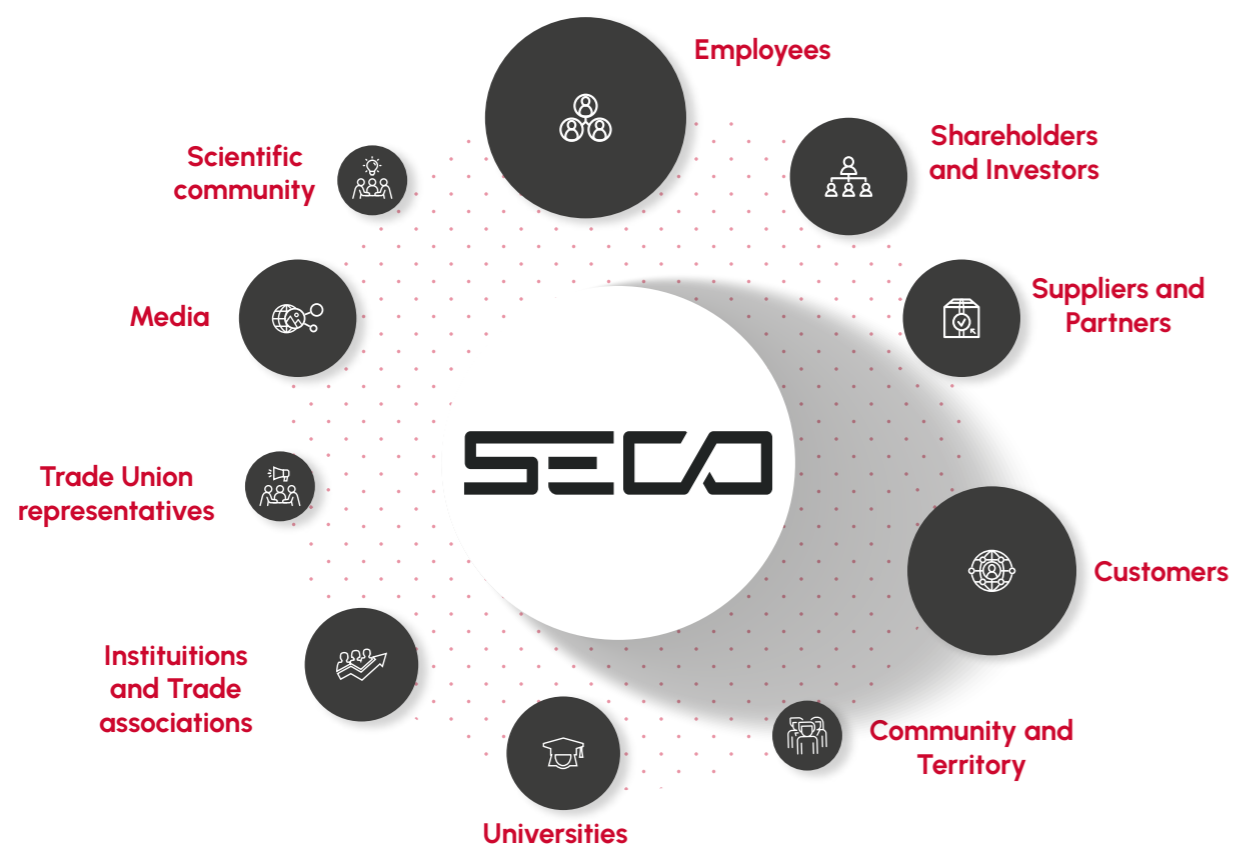 Employees
Shareholders
and Investors
Scientific
community
Suppliers and
Partners
Media
SECO
Trade Union
representatives
Customers
Instituitions
and Trade
associations
Community and
Territory
Universities